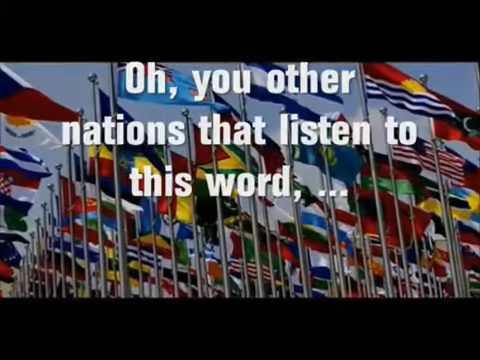 Oh, you other
nations that listen to
this word, ...